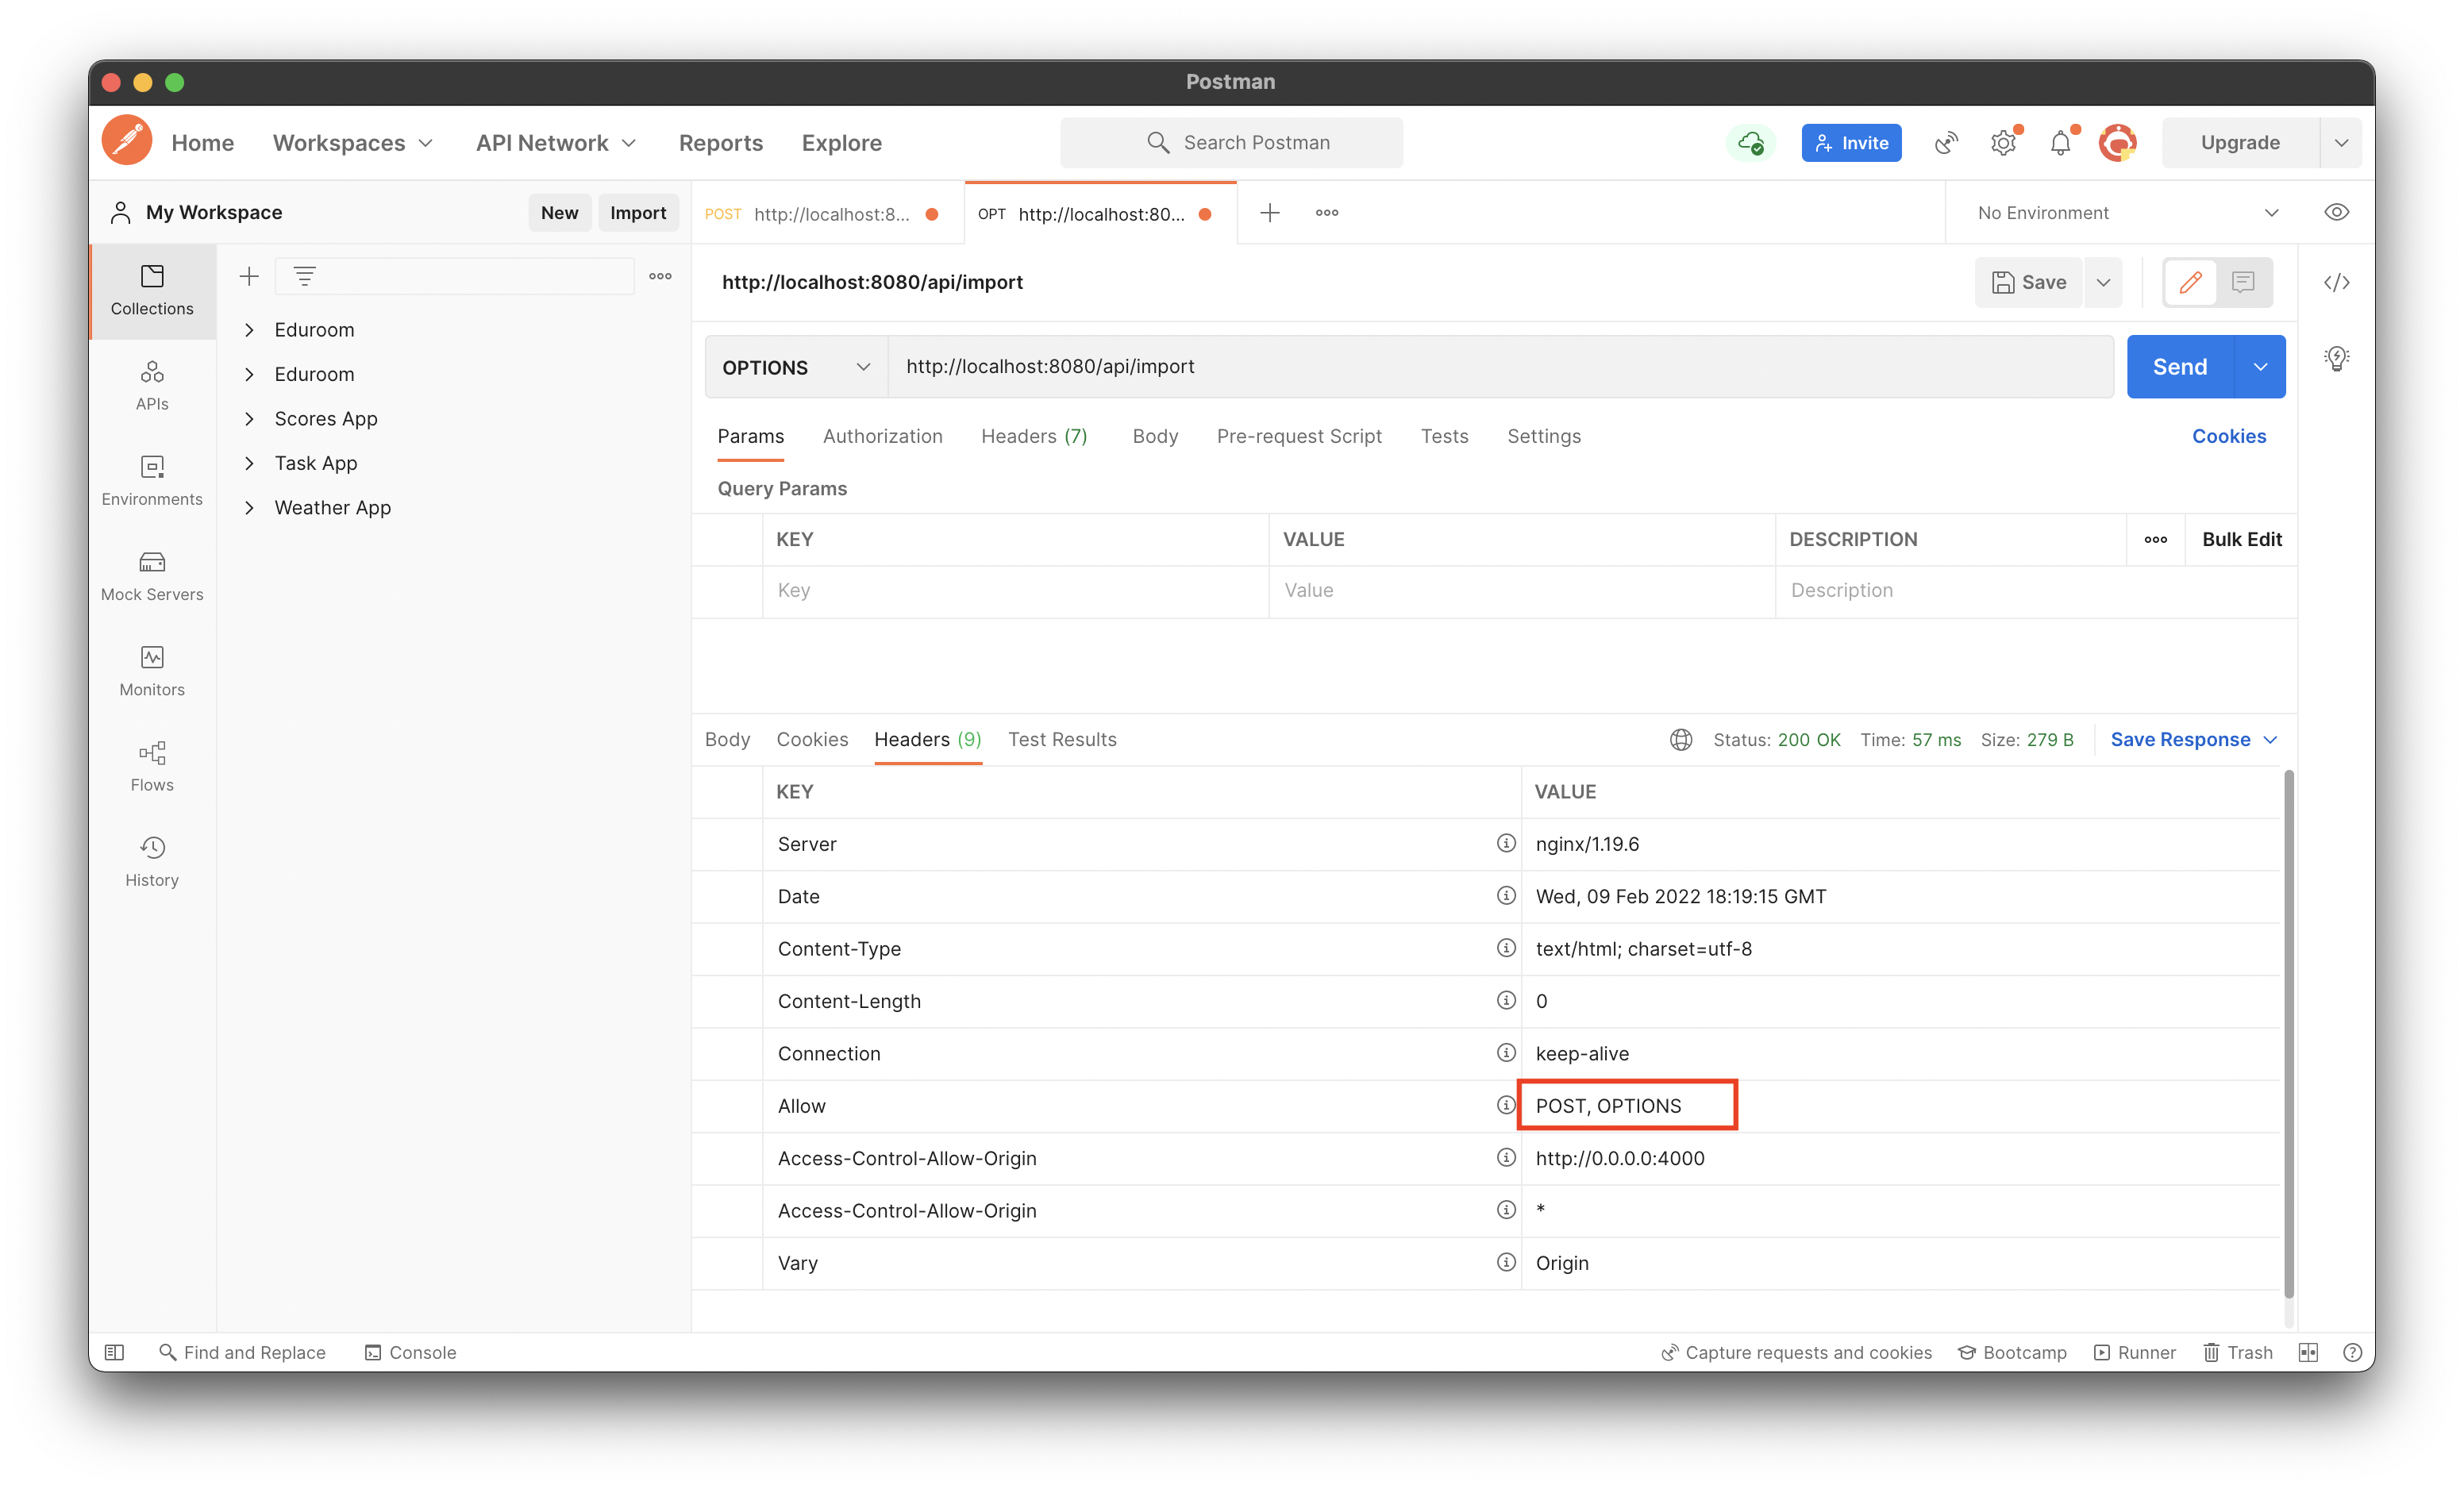 Postman
Home Workspaces API Network Reports Explore Search Postman Invite Upgrade
My Workspace New Import POST http://localhost:8... OPT http://localhost:80... No Environment
Collections
APIs
Environments
Mock Servers
Monitors
Flows
History
Eduroom
Eduroom
Scores App
Task App
Weather App
http://localhost:8080/api/import Save
OPTIONS http://localhost:8080/api/import Send
Params Authorization Headers (7) Body Pre-request Script Tests Settings Cookies
Query Params
KEY VALUE DESCRIPTION Bulk Edit
Key Value Description
Body Cookies Headers (9) Test Results Status: 200 OK Time: 57 ms Size: 279 B Save Response
KEY VALUE
Server nginx/1.19.6
Date Wed, 09 Feb 2022 18:19:15 GMT
Content-Type text/html; charset=utf-8
Content-Length 0
Connection keep-alive
Allow POST, OPTIONS
Access-Control-Allow-Origin http://0.0.0.0:4000
Access-Control-Allow-Origin *
Vary Origin
Find and Replace Console Capture requests and cookies Bootcamp Runner Trash